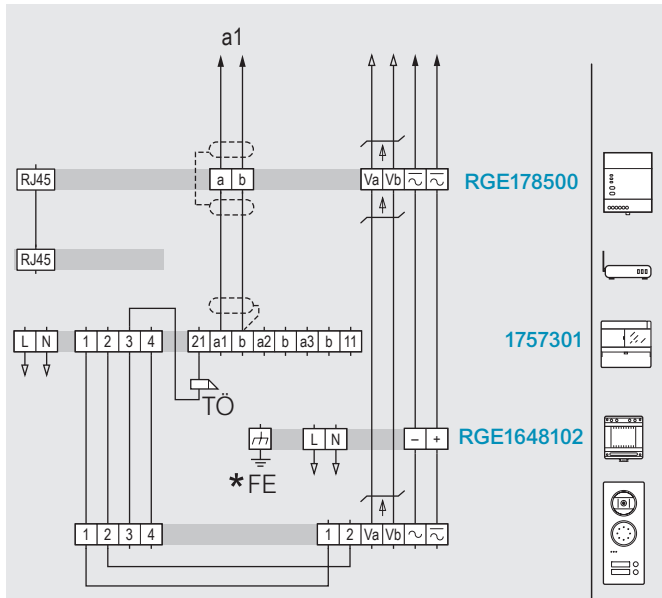 a1
RJ45 a b Va Vb RGE178500
RJ45
L N 1 2 3 4 21 a1 b a2 b a3 b 11 1757301
TÖ
L N − + RGE1648102
*FE
1 2 3 4 1 2 Va Vb